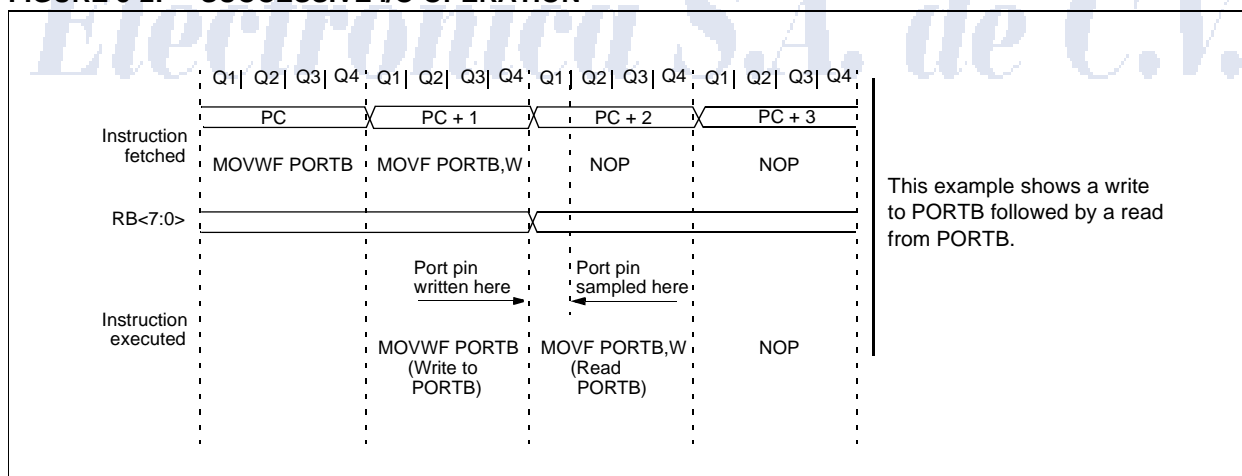 FIGURE 5-2: SUCCESSIVE I/O OPERATION
Electrónica S.A. de C.V.
Q1| Q2| Q3| Q4 Q1| Q2| Q3| Q4 Q1| Q2| Q3| Q4 Q1| Q2| Q3| Q4
PC PC + 1 PC + 2 PC + 3
Instruction
fetched
MOVWF PORTB MOVF PORTB,W NOP NOP
RB<7:0>
Port pin
written here
Port pin
sampled here
Instruction
executed
MOVWF PORTB
(Write to
PORTB)
MOVF PORTB,W
(Read
PORTB)
NOP
This example shows a write
to PORTB followed by a read
from PORTB.